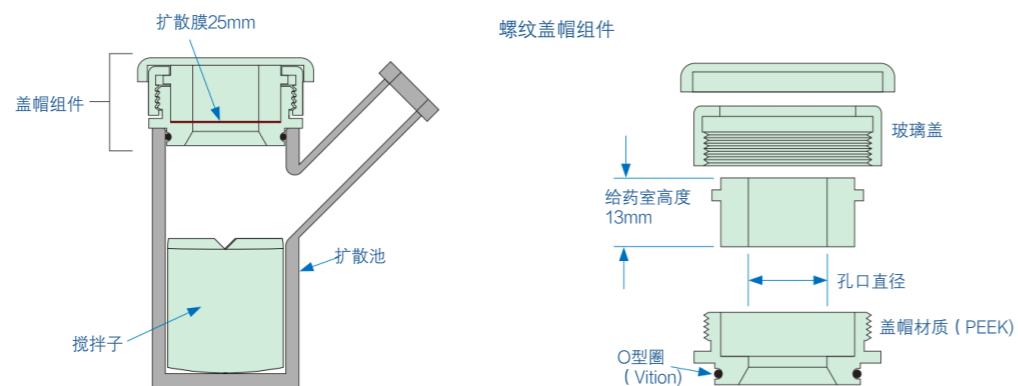 扩散膜25mm
盖帽组件
扩散池
搅拌子
螺纹盖帽组件
玻璃盖
给药室高度
13mm
孔口直径
盖帽材质（PEEK）
O型圈
（Vition）